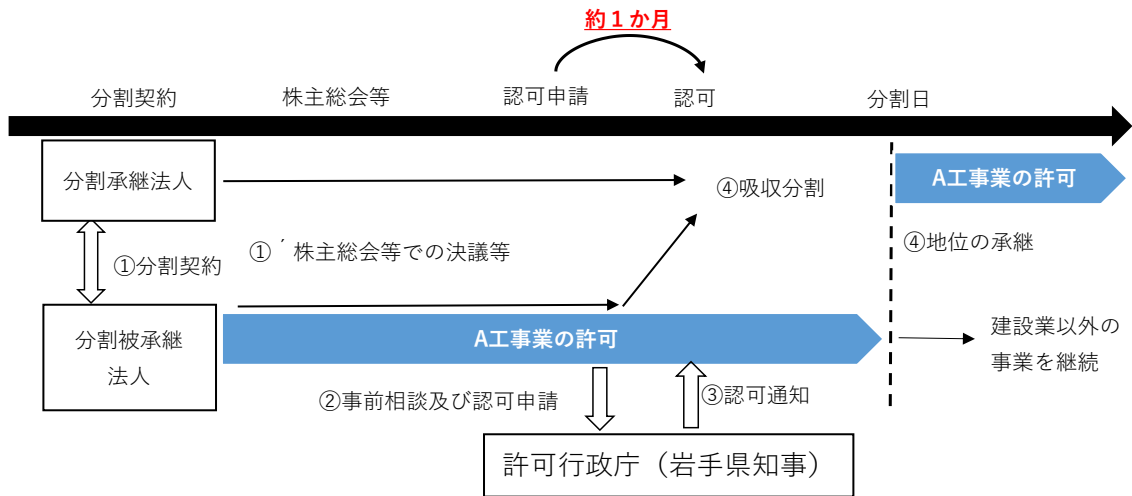 約1か月
分割契約
株主総会等
認可申請
認可
分割日
分割承継法人
④吸収分割
A工事業の許可
④地位の承継
①分割契約
①´株主総会等での決議等
分割被承継
法人
A工事業の許可
建設業以外の
事業を継続
②事前相談及び認可申請
③認可通知
許可行政庁（岩手県知事）